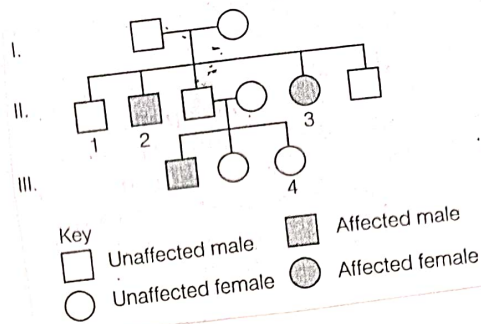 I.
II.
1
2
3
III.
4
Key
Unaffected male
Affected male
Unaffected female
Affected female